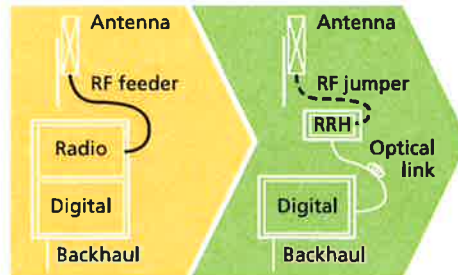 Antenna
RF feeder
Radio
Digital
Backhaul
Antenna
RF jumper
RRH
Optical
link
Digital
Backhaul